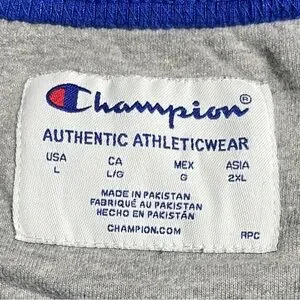 Champion®
AUTHENTIC ATHLETICWEAR
USA CA MEX ASIA
L L/G G 2XL
MADE IN PAKISTAN
FABRIQUÉ AU PAKISTAN
HECHO EN PAKISTÁN
CHAMPION.COM RPC